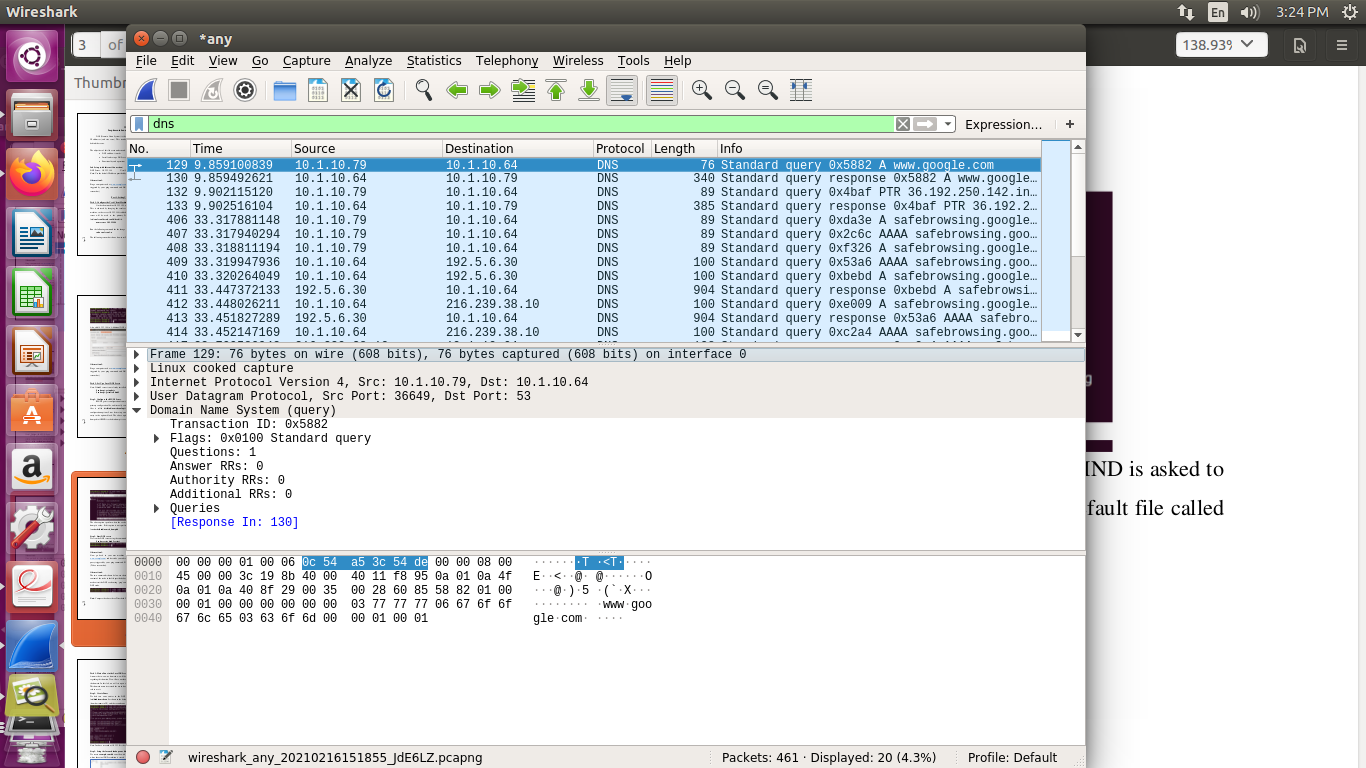 Wireshark
En
3:24 PM
3 of
138.93%
Thumbn
*any
File Edit View Go Capture Analyze Statistics Telephony Wireless Tools Help
dns
Expression… +
No. Time Source Destination Protocol Length Info
129 9.859100839 10.1.10.79 10.1.10.64 DNS 76 Standard query 0x5882 A www.google.com
130 9.859492621 10.1.10.64 10.1.10.79 DNS 340 Standard query response 0x5882 A www.google…
132 9.902115812 10.1.10.79 10.1.10.64 DNS 89 Standard query 0x4baf PTR 36.192.217.142.in…
133 9.902516104 10.1.10.64 10.1.10.79 DNS 385 Standard query response 0x4baf PTR 36.192.2…
406 33.317881146 10.1.10.79 10.1.10.64 DNS 89 Standard query 0xda3e A safebrowsing.google…
407 33.317940294 10.1.10.79 10.1.10.64 DNS 89 Standard query 0x2c6c AAAA safebrowsing.goo…
408 33.318811194 10.1.10.79 10.1.10.64 DNS 89 Standard query 0xf326 A safebrowsing.google…
409 33.319947936 10.1.10.64 192.5.6.30 DNS 100 Standard query 0x53a6 AAAA safebrowsing.goo…
410 33.320264049 10.1.10.64 192.5.6.30 DNS 100 Standard query 0xbebd A safebrowsing.google…
411 33.447372133 192.5.6.30 10.1.10.64 DNS 904 Standard query response 0xbebd A safebrowsi…
412 33.448026211 10.1.10.64 216.239.38.10 DNS 100 Standard query 0xe009 A safebrowsing.goo…
413 33.451827283 192.5.6.30 10.1.10.64 DNS 904 Standard query response 0x53a6 AAAA safebro…
414 33.452147163 10.1.10.64 216.239.38.10 DNS 100 Standard query 0xc2a4 AAAA safebrowsing.goo…
Frame 129: 76 bytes on wire (608 bits), 76 bytes captured (608 bits) on interface 0
Linux cooked capture
Internet Protocol Version 4, Src: 10.1.10.79, Dst: 10.1.10.64
User Datagram Protocol, Src Port: 36649, Dst Port: 53
Domain Name System (query)
Transaction ID: 0x5882
Flags: 0x0100 Standard query
Questions: 1
Answer RRs: 0
Authority RRs: 0
Additional RRs: 0
Queries
[Response In: 130]
0000 00 00 00 01 00 06 0c 54 a5 3c 54 de 00 00 08 00 ·······T ·<T·····
0010 45 00 00 3c 19 c8 40 00 40 11 f8 95 0a 01 0a 4f E··<··@· @······O
0020 0a 01 0a 40 8f 29 00 35 00 28 60 85 58 82 01 00 ···@·)·5 ·(`·X···
0030 00 01 00 00 00 00 00 00 03 77 77 77 06 67 6f 6f ········ ·www·goo
0040 67 6c 65 03 63 6f 6d 00 00 01 00 01 gle·com· ····
IND is asked to
fault file called
wireshark_any_20210216151855_JdE6LZ.pcapng
Packets: 461 · Displayed: 20 (4.3%)
Profile: Default